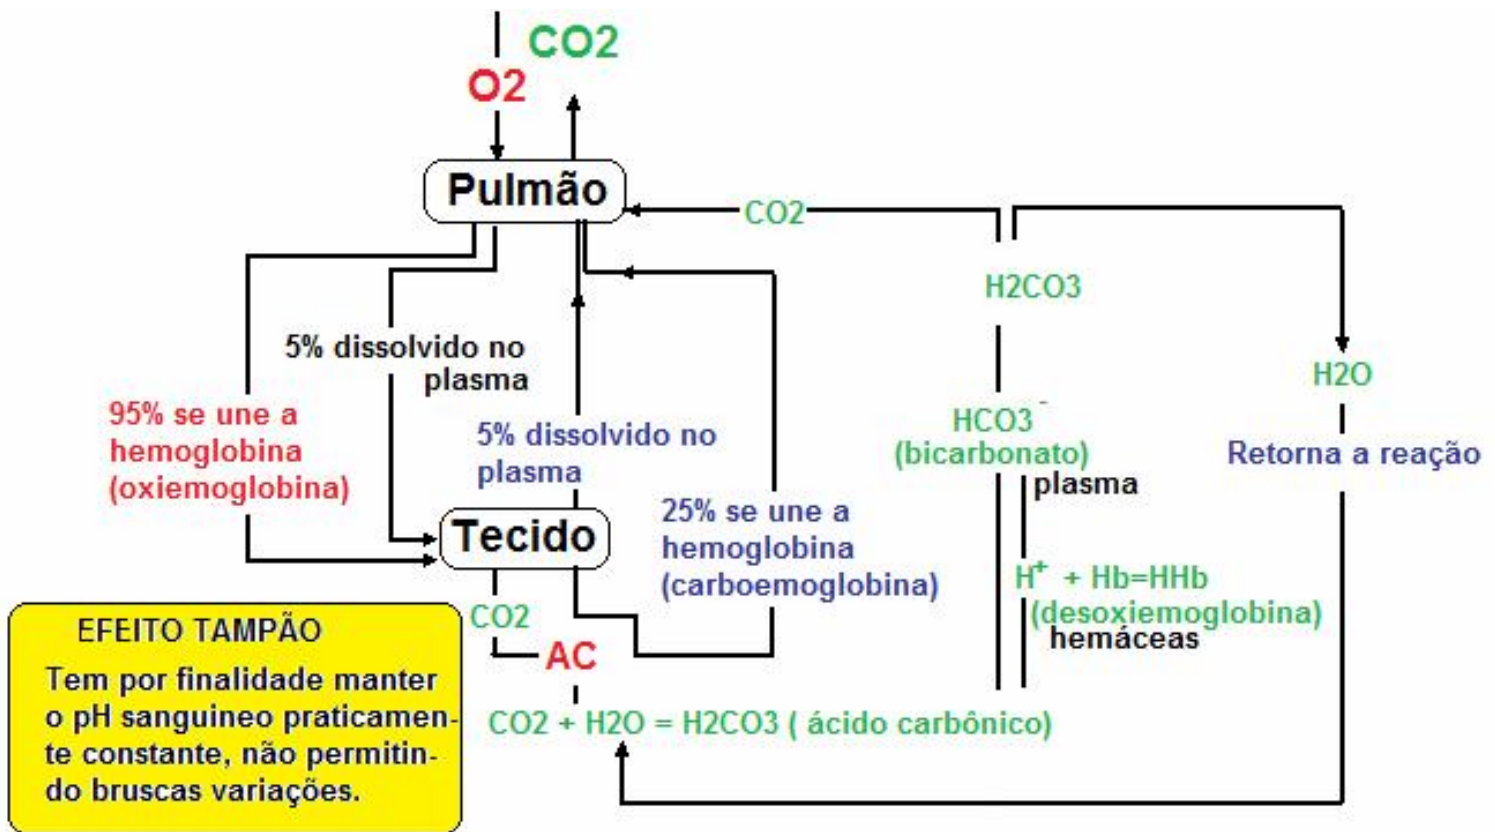 CO2
O2
Pulmão
CO2
H2CO3
5% dissolvido no
plasma
H2O
95% se une a
hemoglobina
(oxiemoglobina)
5% dissolvido no
plasma
HCO3⁻
(bicarbonato)
plasma
Retorna a reação
Tecido
25% se une a
hemoglobina
(carboemoglobina)
H⁺ + Hb=HHb
(desoxiemoglobina)
hemáceas
CO2
AC
CO2 + H2O = H2CO3 ( ácido carbônico)
EFEITO TAMPÃO
Tem por finalidade manter
o pH sanguineo praticamen-
te constante, não permitin-
do bruscas variações.